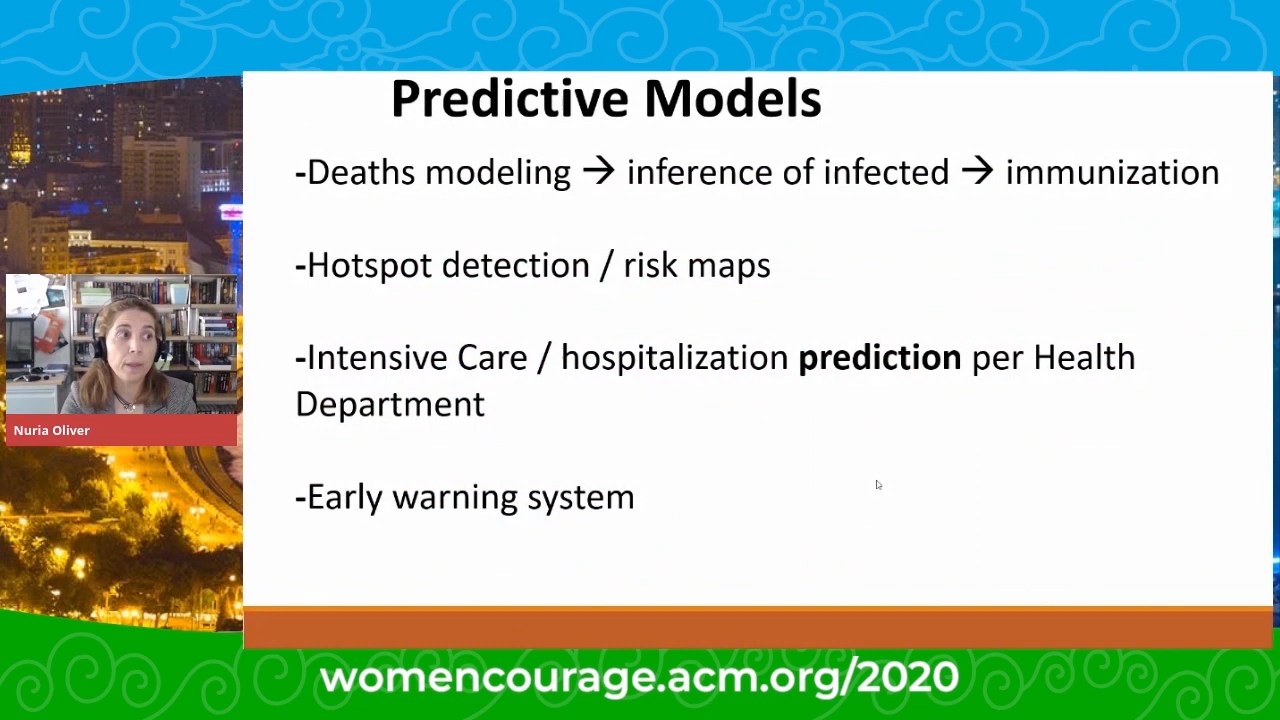 Predictive Models
-Deaths modeling → inference of infected → immunization
-Hotspot detection / risk maps
-Intensive Care / hospitalization prediction per Health
Department
-Early warning system
Nuria Oliver
womencourage.acm.org/2020